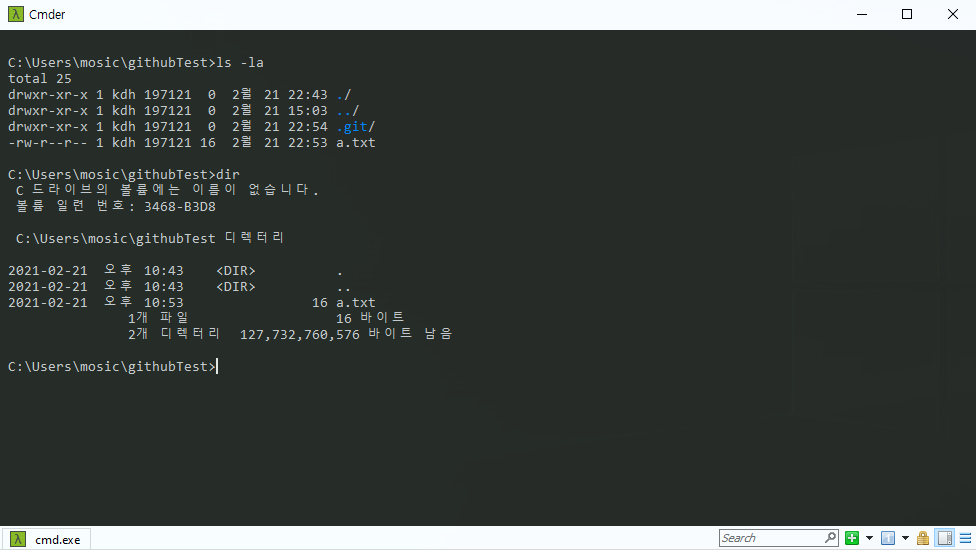 Cmder
C:\Users\mosic\githubTest>ls -la
total 25
drwxr-xr-x 1 kdh 197121  0  2월  21 22:43 ./
drwxr-xr-x 1 kdh 197121  0  2월  21 15:03 ../
drwxr-xr-x 1 kdh 197121  0  2월  21 22:54 .git/
-rw-r--r-- 1 kdh 197121 16  2월  21 22:53 a.txt
C:\Users\mosic\githubTest>dir
 C 드라이브의 볼륨에는 이름이 없습니다.
 볼륨 일련 번호: 3468-B3D8
 C:\Users\mosic\githubTest 디렉터리
2021-02-21  오후 10:43    <DIR>          .
2021-02-21  오후 10:43    <DIR>          ..
2021-02-21  오후 10:53                16 a.txt
               1개 파일                  16 바이트
               2개 디렉터리  127,732,760,576 바이트 남음
C:\Users\mosic\githubTest>
cmd.exe
Search